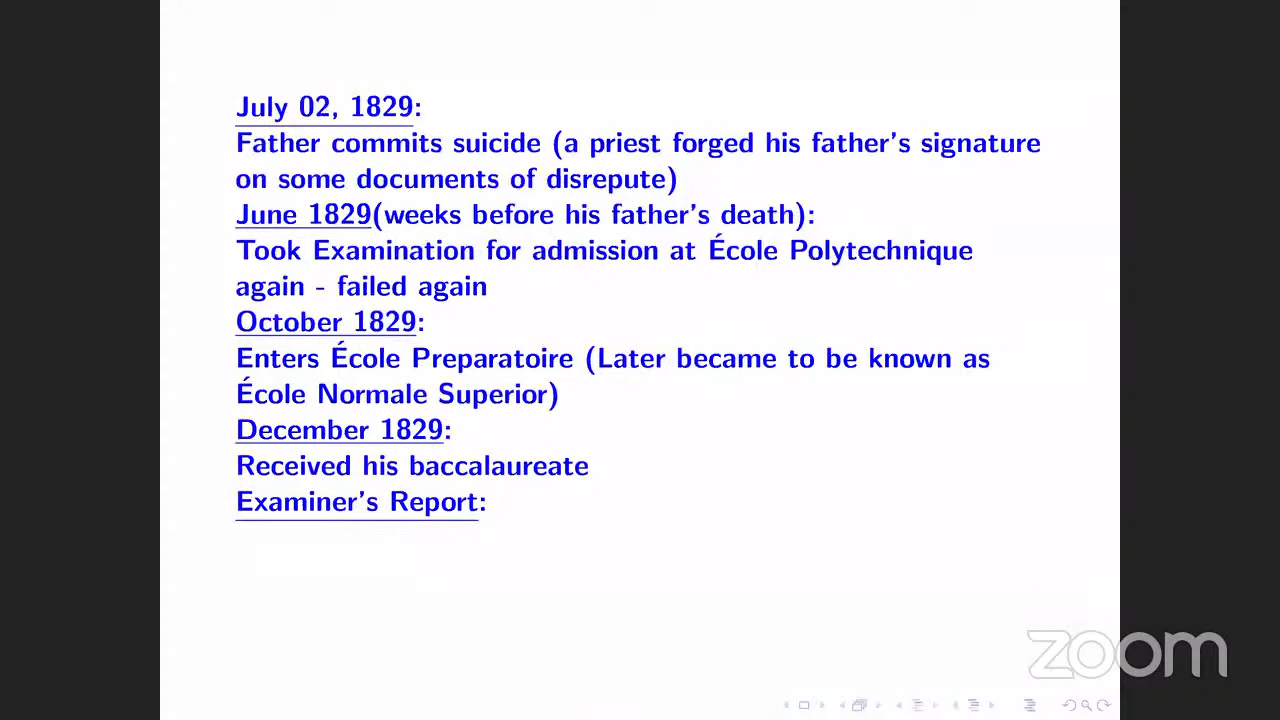 July 02, 1829:
Father commits suicide (a priest forged his father's signature
on some documents of disrepute)
June 1829(weeks before his father's death):
Took Examination for admission at École Polytechnique
again - failed again
October 1829:
Enters École Preparatoire (Later became to be known as
École Normale Superior)
December 1829:
Received his baccalaureate
Examiner's Report:
zoom